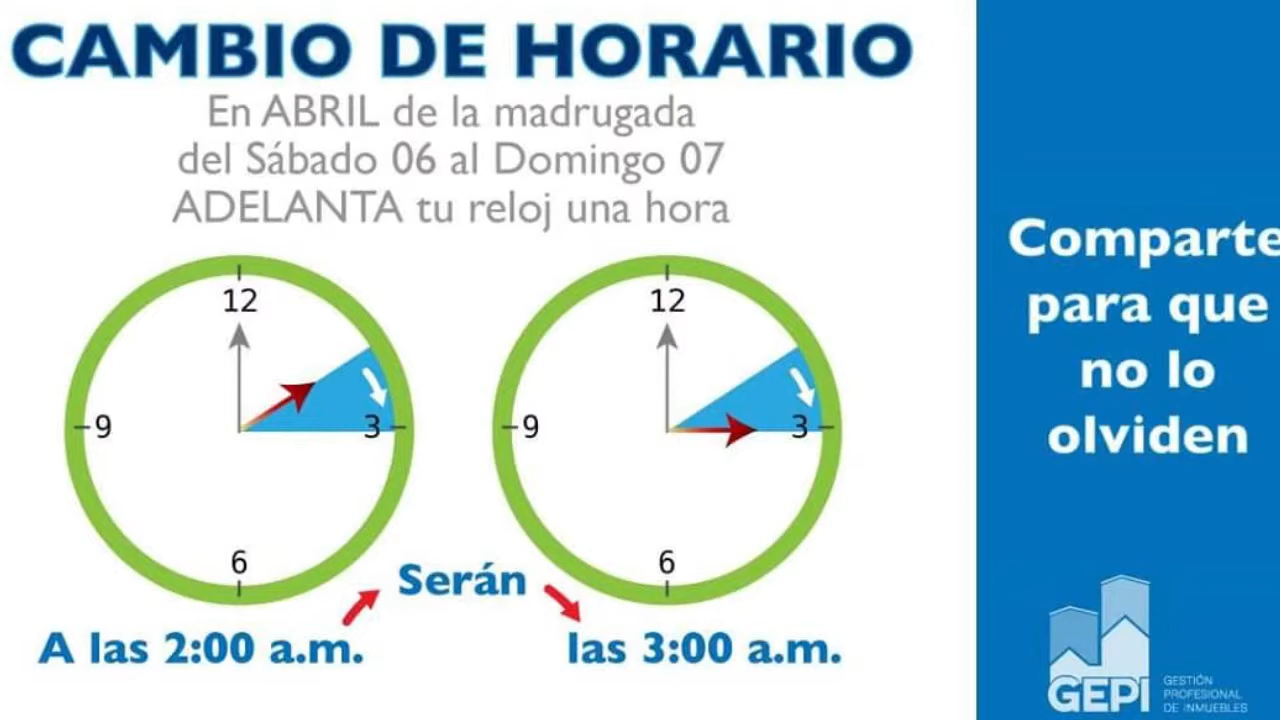 CAMBIO DE HORARIO
En ABRIL de la madrugada
del Sábado 06 al Domingo 07
ADELANTA tu reloj una hora
12
9
3
6
12
9
3
6
Serán
A las 2:00 a.m.
las 3:00 a.m.
Comparte
para que
no lo
olviden
GEPI
GESTIÓN
PROFESIONAL
DE INMUEBLES